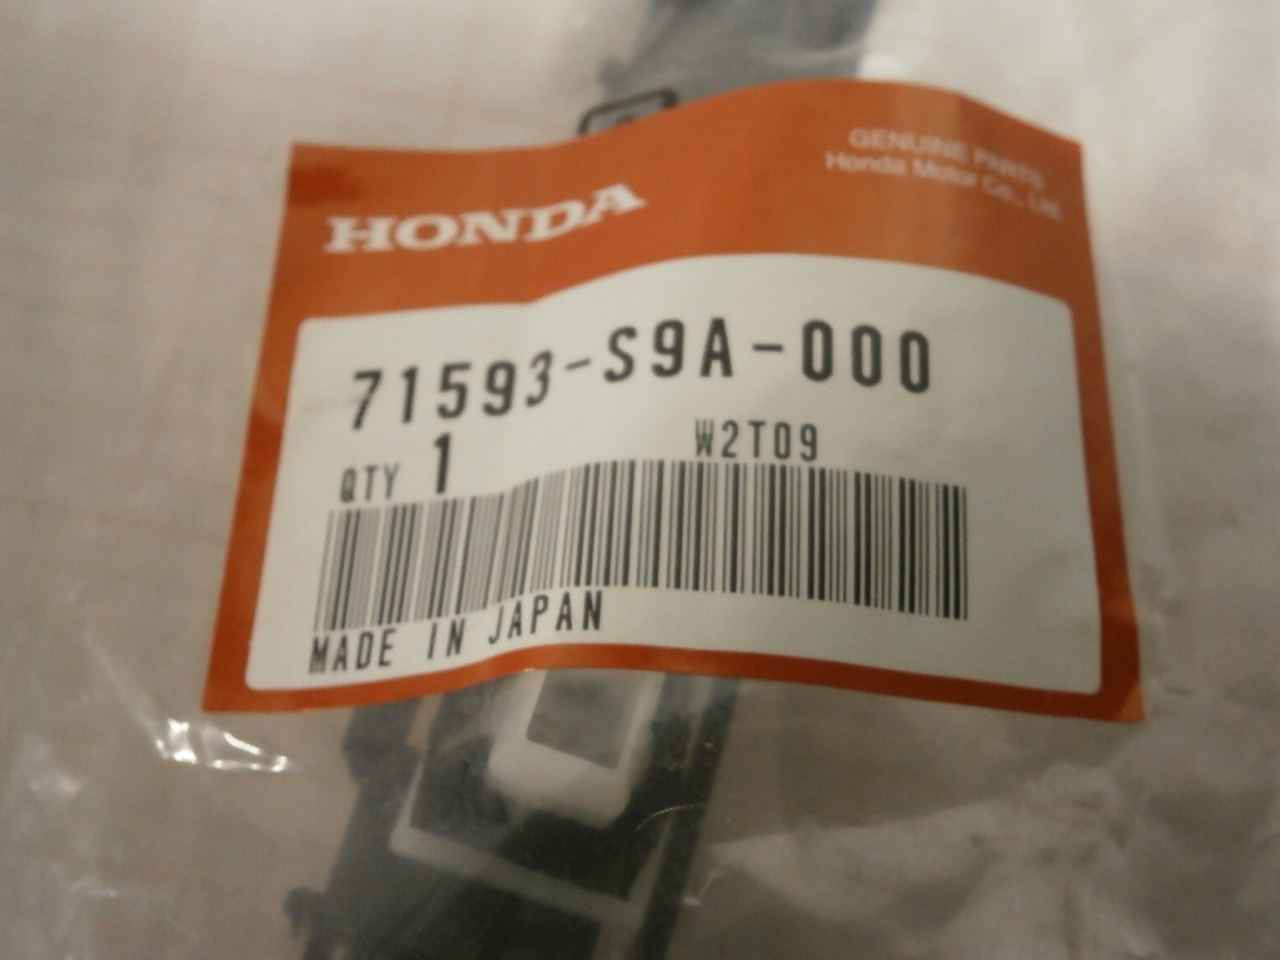 GENUINE PARTS
Honda Motor Co., Ltd.
HONDA
71593-S9A-000
QTY 1 W2T09
MADE IN JAPAN